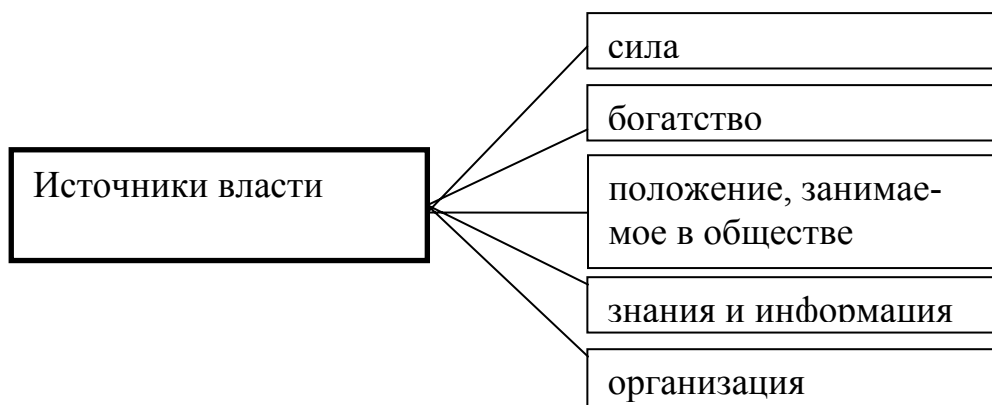 Источники власти
сила
богатство
положение, занимае-
мое в обществе
знания и информация
организация